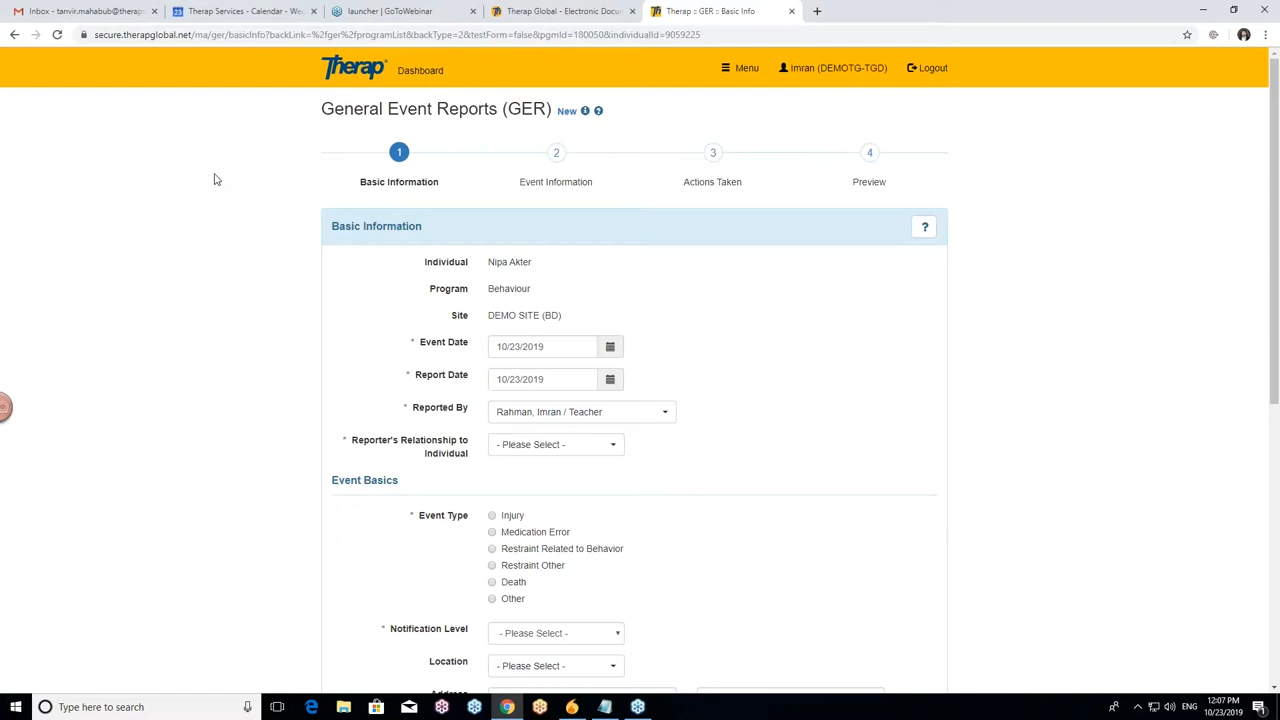 Inbox - tanvir.mahabub@theraps
Therap Services - Calendar - We
launcher | GoToWebinar
Therap Global - Electronic Docum
Therap :: GER :: Basic Info
secure.therapglobal.net/ma/ger/basicInfo?backLink=%2fger%2fprogramList&backType=2&testForm=false&pgmId=180050&individualId=9059225
Therap
Dashboard
Menu
Imran (DEMOTG-TGD)
Logout
General Event Reports (GER) New
1 2 3 4
Basic Information Event Information Actions Taken Preview
Basic Information ?
Individual Nipa Akter
Program Behaviour
Site DEMO SITE (BD)
* Event Date 10/23/2019
* Report Date 10/23/2019
* Reported By Rahman, Imran / Teacher
* Reporter's Relationship to - Please Select -
Individual
Event Basics
* Event Type Injury
Medication Error
Restraint Related to Behavior
Restraint Other
Death
Other
* Notification Level - Please Select -
Location - Please Select -
Type here to search
ENG
12:07 PM
10/23/2019